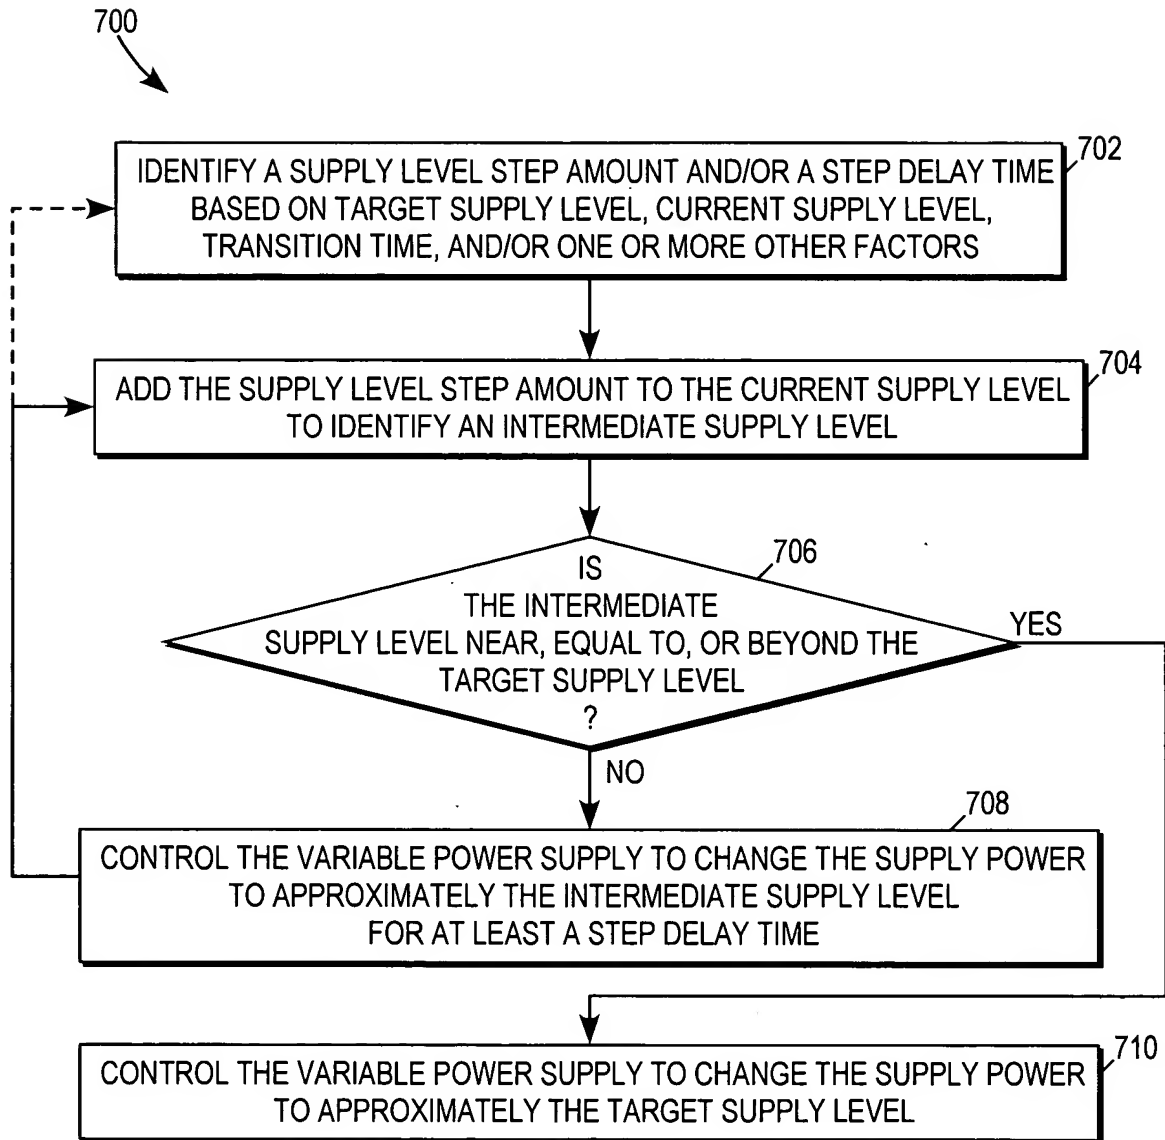 700
702
IDENTIFY A SUPPLY LEVEL STEP AMOUNT AND/OR A STEP DELAY TIME
BASED ON TARGET SUPPLY LEVEL, CURRENT SUPPLY LEVEL,
TRANSITION TIME, AND/OR ONE OR MORE OTHER FACTORS
704
ADD THE SUPPLY LEVEL STEP AMOUNT TO THE CURRENT SUPPLY LEVEL
TO IDENTIFY AN INTERMEDIATE SUPPLY LEVEL
706
IS
THE INTERMEDIATE
SUPPLY LEVEL NEAR, EQUAL TO, OR BEYOND THE
TARGET SUPPLY LEVEL
?
YES
NO
708
CONTROL THE VARIABLE POWER SUPPLY TO CHANGE THE SUPPLY POWER
TO APPROXIMATELY THE INTERMEDIATE SUPPLY LEVEL
FOR AT LEAST A STEP DELAY TIME
710
CONTROL THE VARIABLE POWER SUPPLY TO CHANGE THE SUPPLY POWER
TO APPROXIMATELY THE TARGET SUPPLY LEVEL